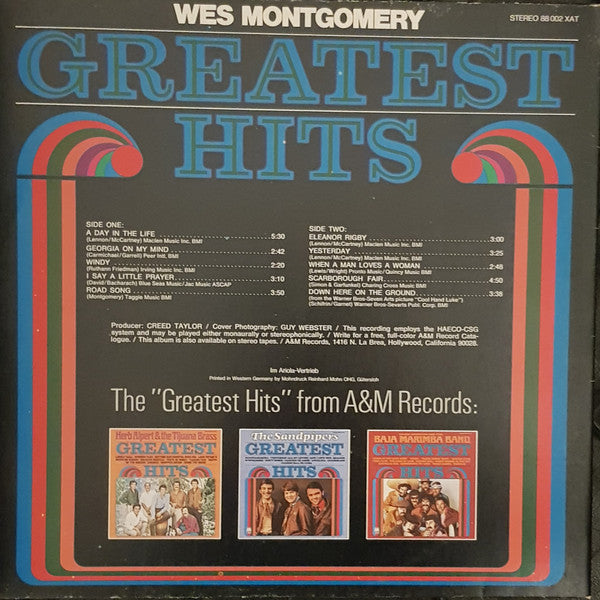 WES MONTGOMERY
STEREO 88 002 XAT
GREATEST
HITS
SIDE ONE:
A DAY IN THE LIFE 5:30
(Lennon/McCartney) Maclen Music Inc. BMI
GEORGIA ON MY MIND 2:42
(Carmichael/Garrell) Peer Intl. BMI
WINDY 2:20
(Ruthann Friedman) Irving Music Inc. BMI
I SAY A LITTLE PRAYER 3:10
(David/Bacharach) Blue Seas Music/Jac Music ASCAP
ROAD SONG 3:50
(Montgomery) Taggie Music BMI
SIDE TWO:
ELEANOR RIGBY 3:00
(Lennon/McCartney) Maclen Music Inc. BMI
YESTERDAY 3:25
(Lennon/McCartney) Maclen Music Inc. BMI
WHEN A MAN LOVES A WOMAN 2:48
(Lewis/Wright) Pronto Music/Quincy Music BMI
SCARBOROUGH FAIR 4:50
(Simon & Garfunkel) Charing Cross Music BMI
DOWN HERE ON THE GROUND 3:38
(from the Warner Bros-Seven Arts picture "Cool Hand Luke")
(Schifrin/Garnet) Warner Bros-Sevarts Publ. Corp. BMI
Producer: CREED TAYLOR / Cover Photography: GUY WEBSTER / This recording employs the HAECO-CSG
system and may be played either monaurally or stereophonically. / Write for a free, full-color A&M Record Cata-
logue. / This album is also available on stereo tapes. / A&M Records, 1416 N. La Brea, Hollywood, California 90028.
Im Ariola-Vertrieb
Printed in Western Germany by Mohndruck Reinhard Mohn OHG, Gütersloh
The "Greatest Hits" from A&M Records:
Herb Alpert & the Tijuana Brass
GREATEST
HITS
The Sandpipers
GREATEST
HITS
BAJA MARIMBA BAND
GREATEST
HITS